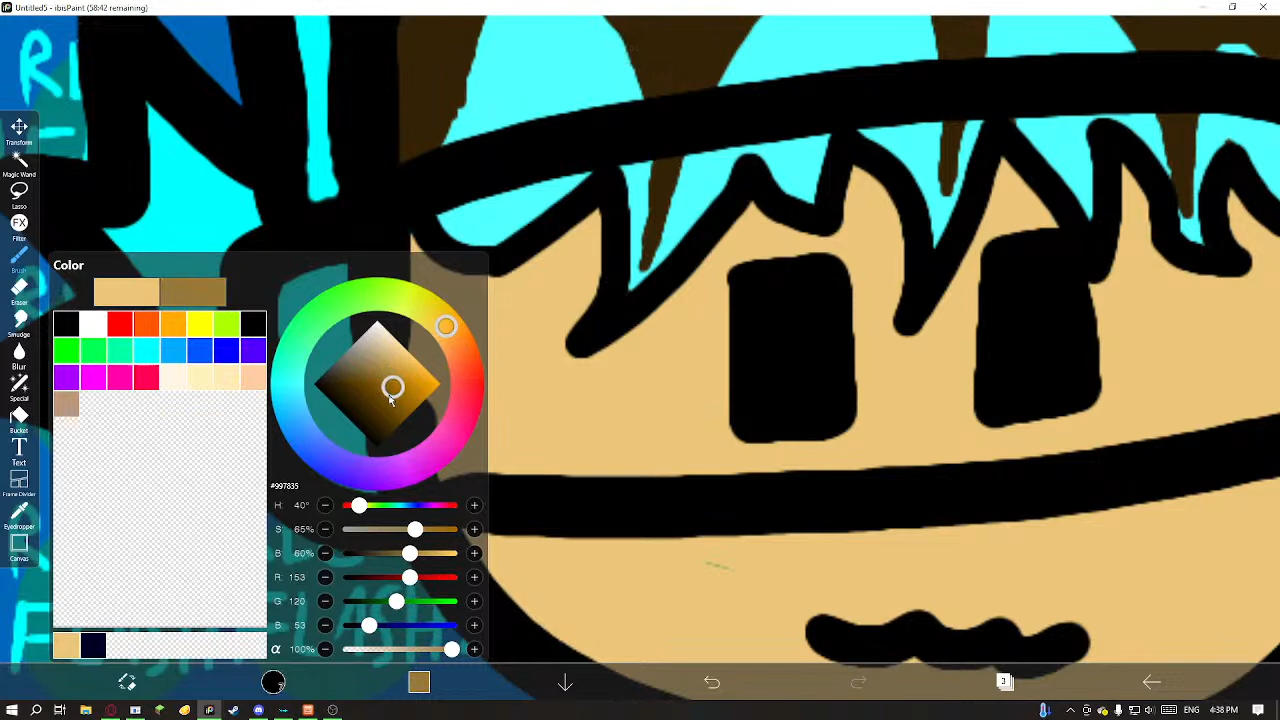 Untitled5 - ibisPaint (58:42 remaining)
Transform
Magic Wand
Lasso
FX
Filter
Brush
Eraser
Smudge
Blur
Special
Bucket
T
Text
Frame Divider
Eyedropper
Canvas
Color
#997835
H: 40°
S: 65%
B: 60%
R: 153
G: 120
B: 53
α 100%
ENG
4:38 PM